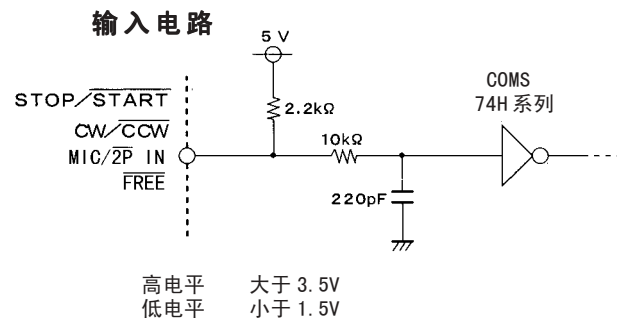 输入电路
5 V
STOP/START
2.2kΩ
COMS
74H 系列
CW/CCW
10kΩ
MIC/2P IN
FREE
220pF
高电平 大于 3.5V
低电平 小于 1.5V